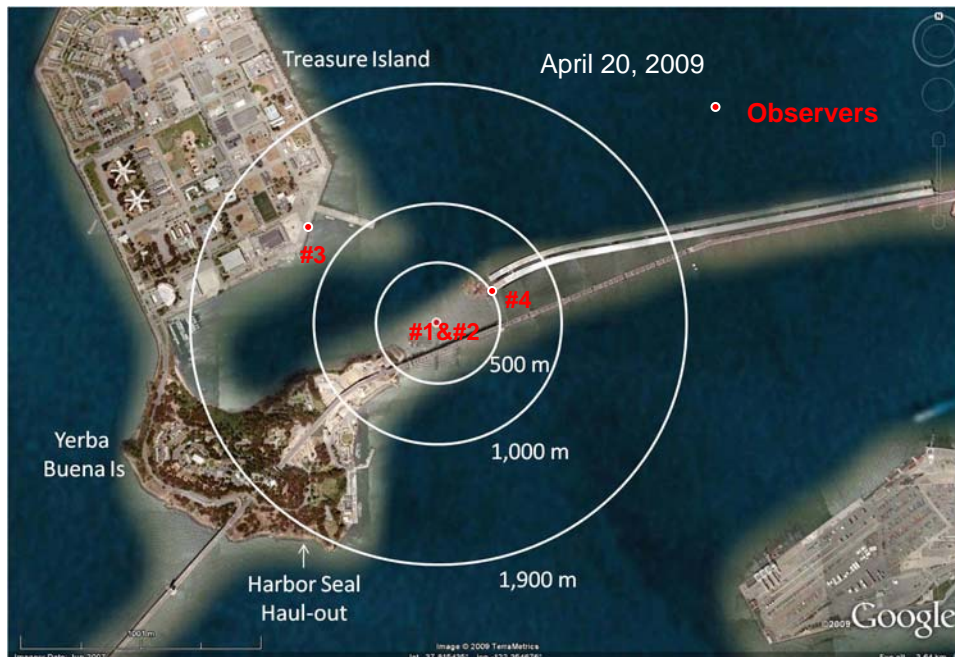 Treasure Island
April 20, 2009
Observers
#3
#4
#1&#2
500 m
1,000 m
Yerba
Buena Is
1,900 m
Harbor Seal
Haul-out
©2009 Google
1001 m
Image © 2009 TerraMetrics